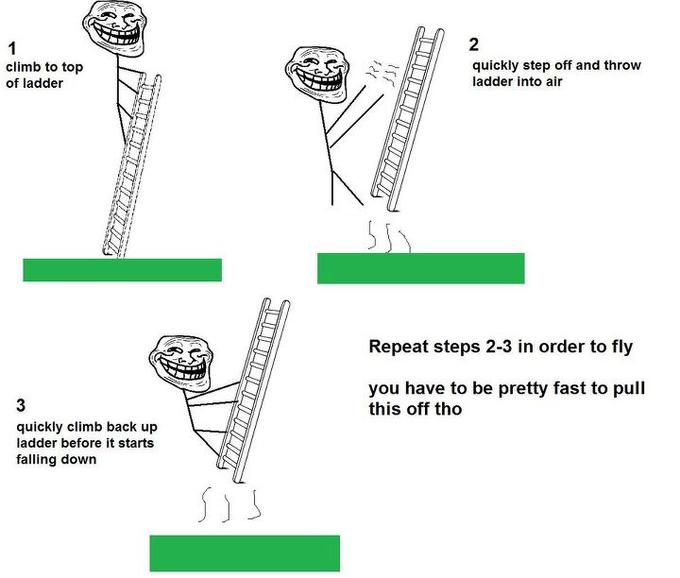 1
climb to top
of ladder
2
quickly step off and throw
ladder into air
3
quickly climb back up
ladder before it starts
falling down
Repeat steps 2-3 in order to fly
you have to be pretty fast to pull
this off tho